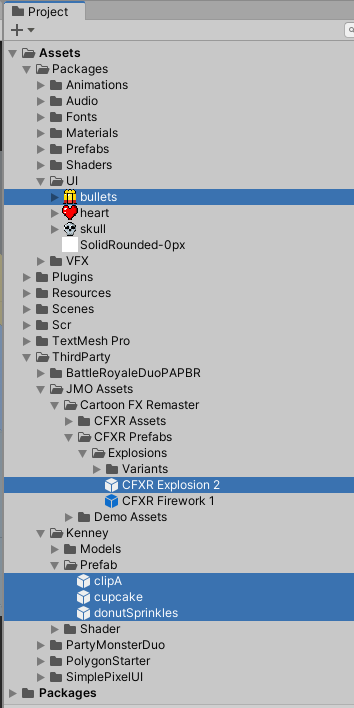 Project
Assets
Packages
Animations
Audio
Fonts
Materials
Prefabs
Shaders
UI
bullets
heart
skull
SolidRounded-0px
VFX
Plugins
Resources
Scenes
Scr
TextMesh Pro
ThirdParty
BattleRoyaleDuoPAPBR
JMO Assets
Cartoon FX Remaster
CFXR Assets
CFXR Prefabs
Explosions
Variants
CFXR Explosion 2
CFXR Firework 1
Demo Assets
Kenney
Models
Prefab
clipA
cupcake
donutSprinkles
Shader
PartyMonsterDuo
PolygonStarter
SimplePixelUI
Packages